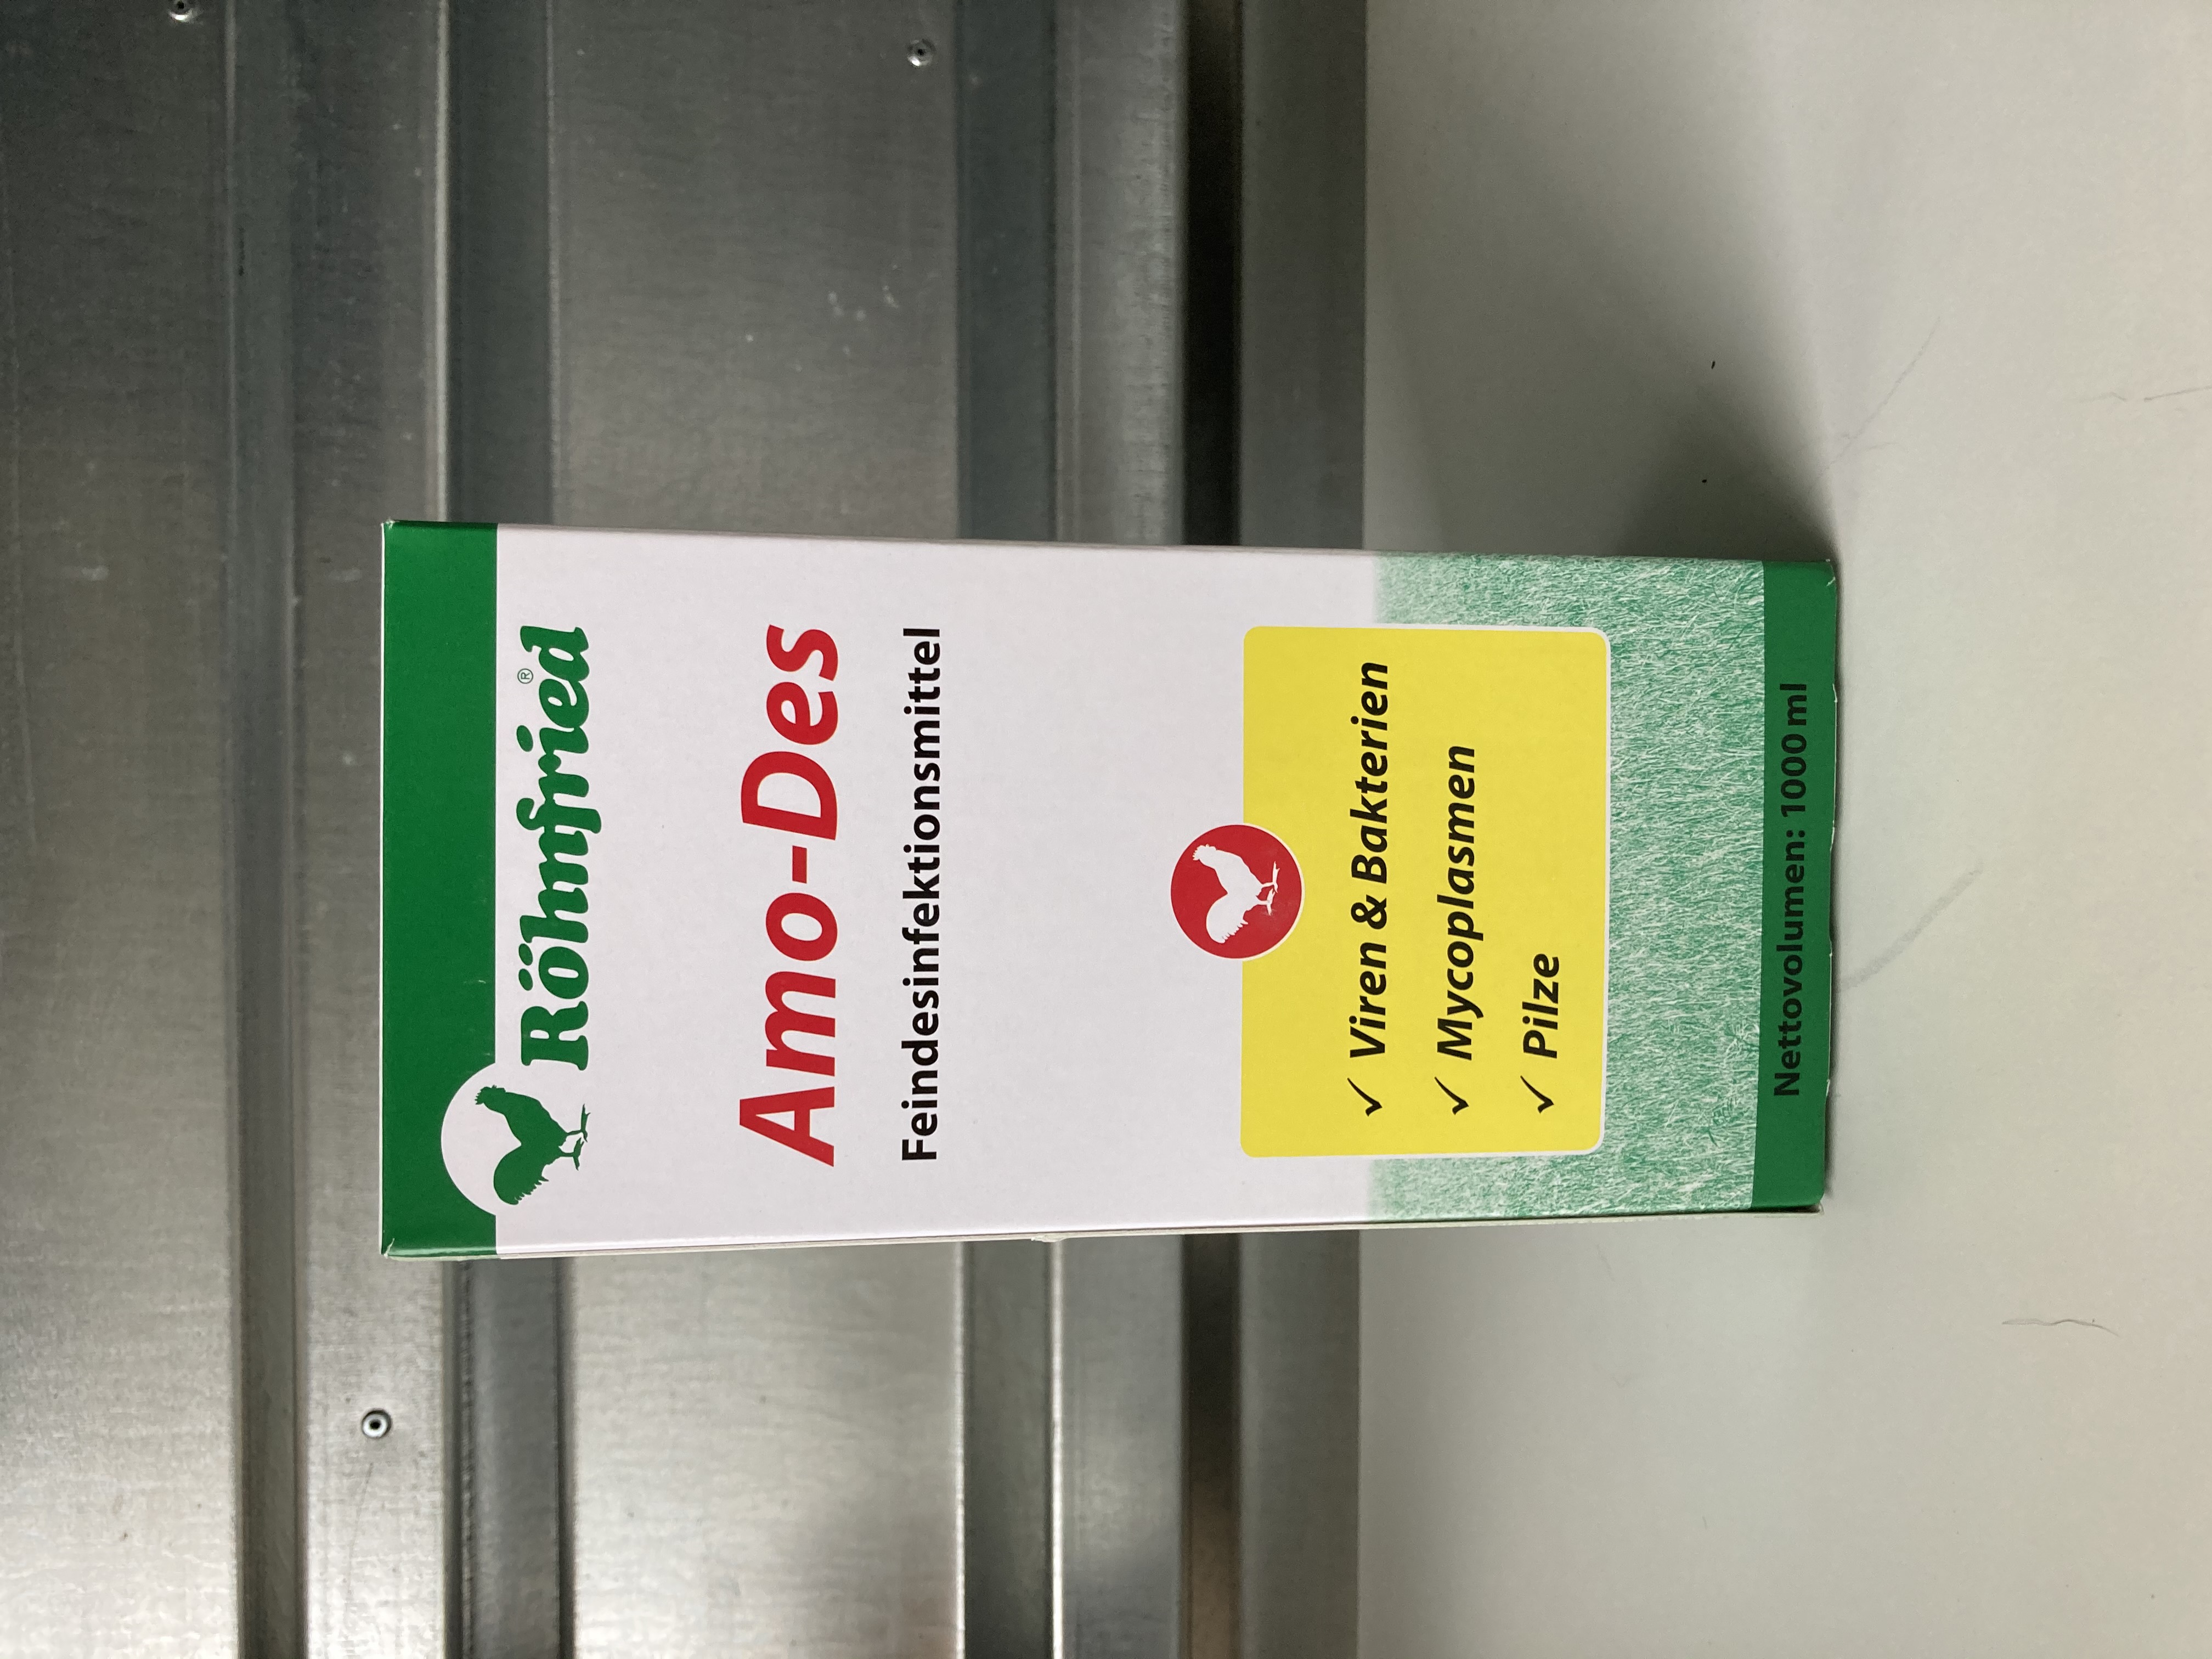 Röhnfried®
Amo-Des
Feindesinfektionsmittel
✓ Viren & Bakterien
✓ Mycoplasmen
✓ Pilze
Nettovolumen: 1000 ml